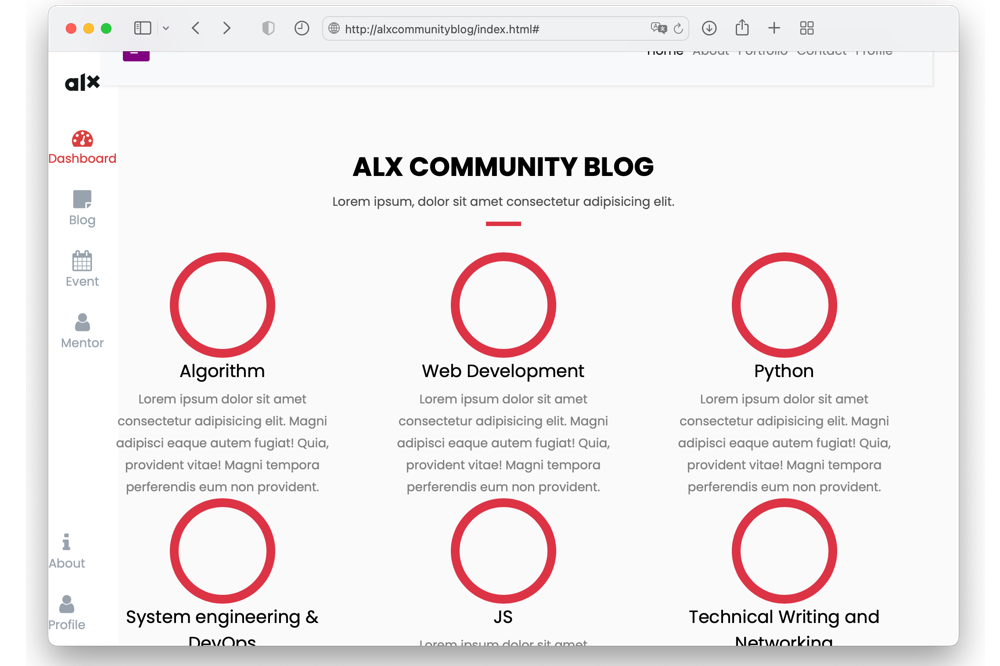 http://alxcommunityblog/index.html#
Home About Portfolio Contact Profile
alx
Dashboard
Blog
Event
Mentor
About
Profile
ALX COMMUNITY BLOG
Lorem ipsum, dolor sit amet consectetur adipisicing elit.
Algorithm
Lorem ipsum dolor sit amet
consectetur adipisicing elit. Magni
adipisci eaque autem fugiat! Quia,
provident vitae! Magni tempora
perferendis eum non provident.
Web Development
Lorem ipsum dolor sit amet
consectetur adipisicing elit. Magni
adipisci eaque autem fugiat! Quia,
provident vitae! Magni tempora
perferendis eum non provident.
Python
Lorem ipsum dolor sit amet
consectetur adipisicing elit. Magni
adipisci eaque autem fugiat! Quia,
provident vitae! Magni tempora
perferendis eum non provident.
System engineering &
DevOps
JS
Lorem ipsum dolor sit amet
Technical Writing and
Networking